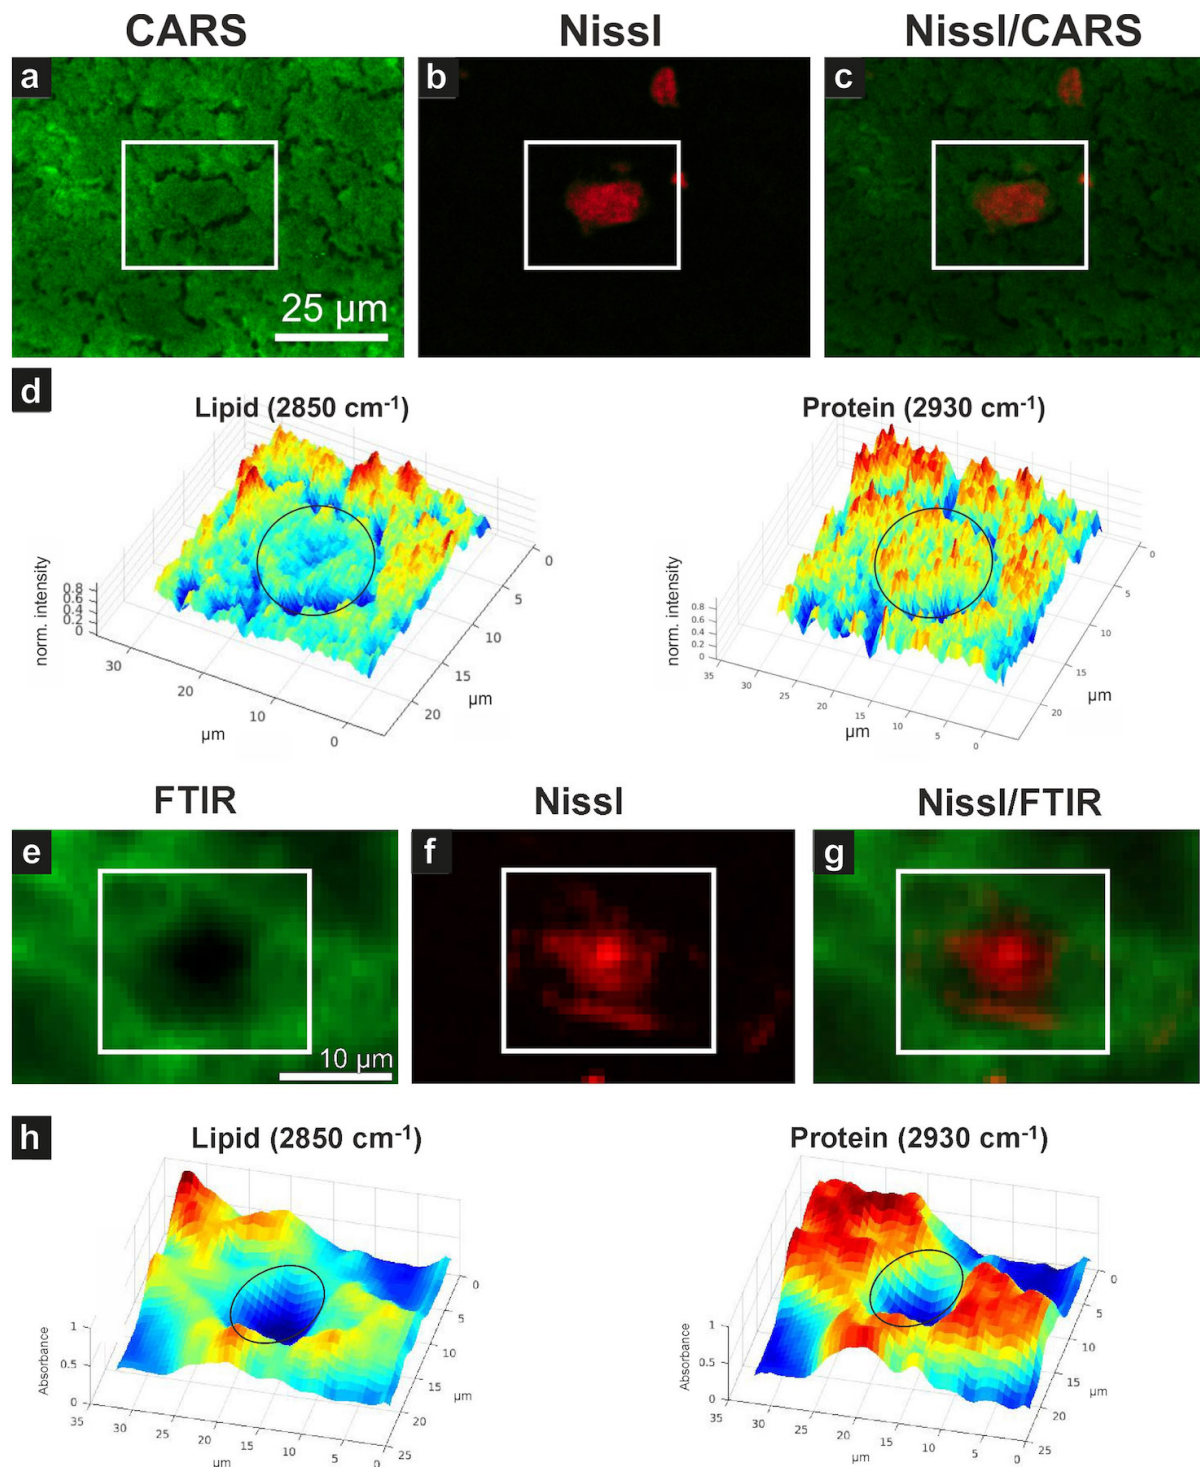 CARS
Nissl
Nissl/CARS
a
b
c
25 µm
d
Lipid (2850 cm⁻¹)
Protein (2930 cm⁻¹)
norm. intensity
0.8
0.6
0.4
0.2
0
30
20
10
0
µm
0
5
10
15
20
µm
norm. intensity
0.8
0.6
0.4
0.2
0
35
30
25
20
15
10
5
0
µm
0
5
10
15
20
µm
FTIR
Nissl
Nissl/FTIR
e
f
g
10 µm
h
Lipid (2850 cm⁻¹)
Protein (2930 cm⁻¹)
Absorbance
1
0.5
0
35
30
25
20
15
10
5
0
µm
0
5
10
15
20
25
µm
Absorbance
1
0.5
0
35
30
25
20
15
10
5
0
µm
0
5
10
15
20
25
µm